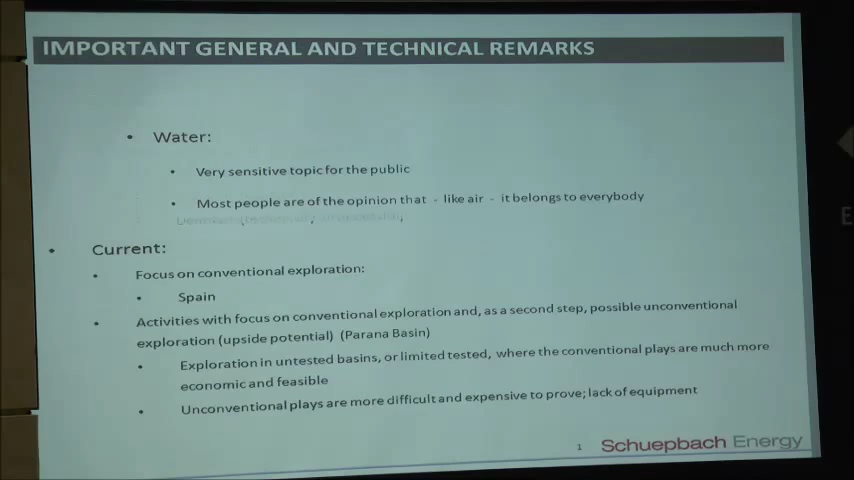 IMPORTANT GENERAL AND TECHNICAL REMARKS
• Water:
• Very sensitive topic for the public
• Most people are of the opinion that - like air - it belongs to everybody
• Current:
• Focus on conventional exploration:
• Spain
• Activities with focus on conventional exploration and, as a second step, possible unconventional
exploration (upside potential) (Parana Basin)
• Exploration in untested basins, or limited tested, where the conventional plays are much more
economic and feasible
• Unconventional plays are more difficult and expensive to prove; lack of equipment
1
Schuepbach Energy
E